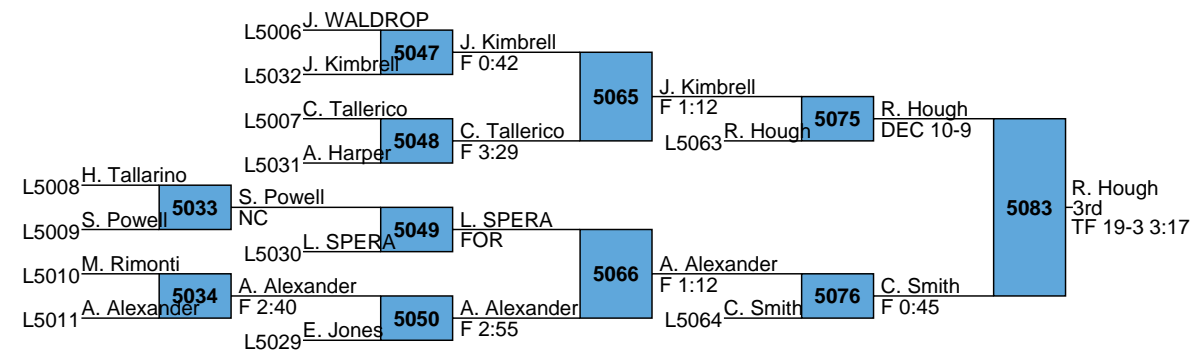 J. WALDROP
L5006
5047
J. Kimbrell
F 0:42
J. Kimbrell
L5032
5065
J. Kimbrell
F 1:12
C. Tallerico
L5007
5048
C. Tallerico
F 3:29
A. Harper
L5031
R. Hough
L5063
5075
R. Hough
DEC 10-9
H. Tallarino
L5008
5033
S. Powell
NC
S. Powell
L5009
5049
L. SPERA
FOR
L. SPERA
L5030
5083
R. Hough
3rd
TF 19-3 3:17
M. Rimonti
L5010
5034
A. Alexander
F 2:40
A. Alexander
L5011
5066
A. Alexander
F 1:12
5050
A. Alexander
F 2:55
E. Jones
L5029
5076
C. Smith
F 0:45
C. Smith
L5064